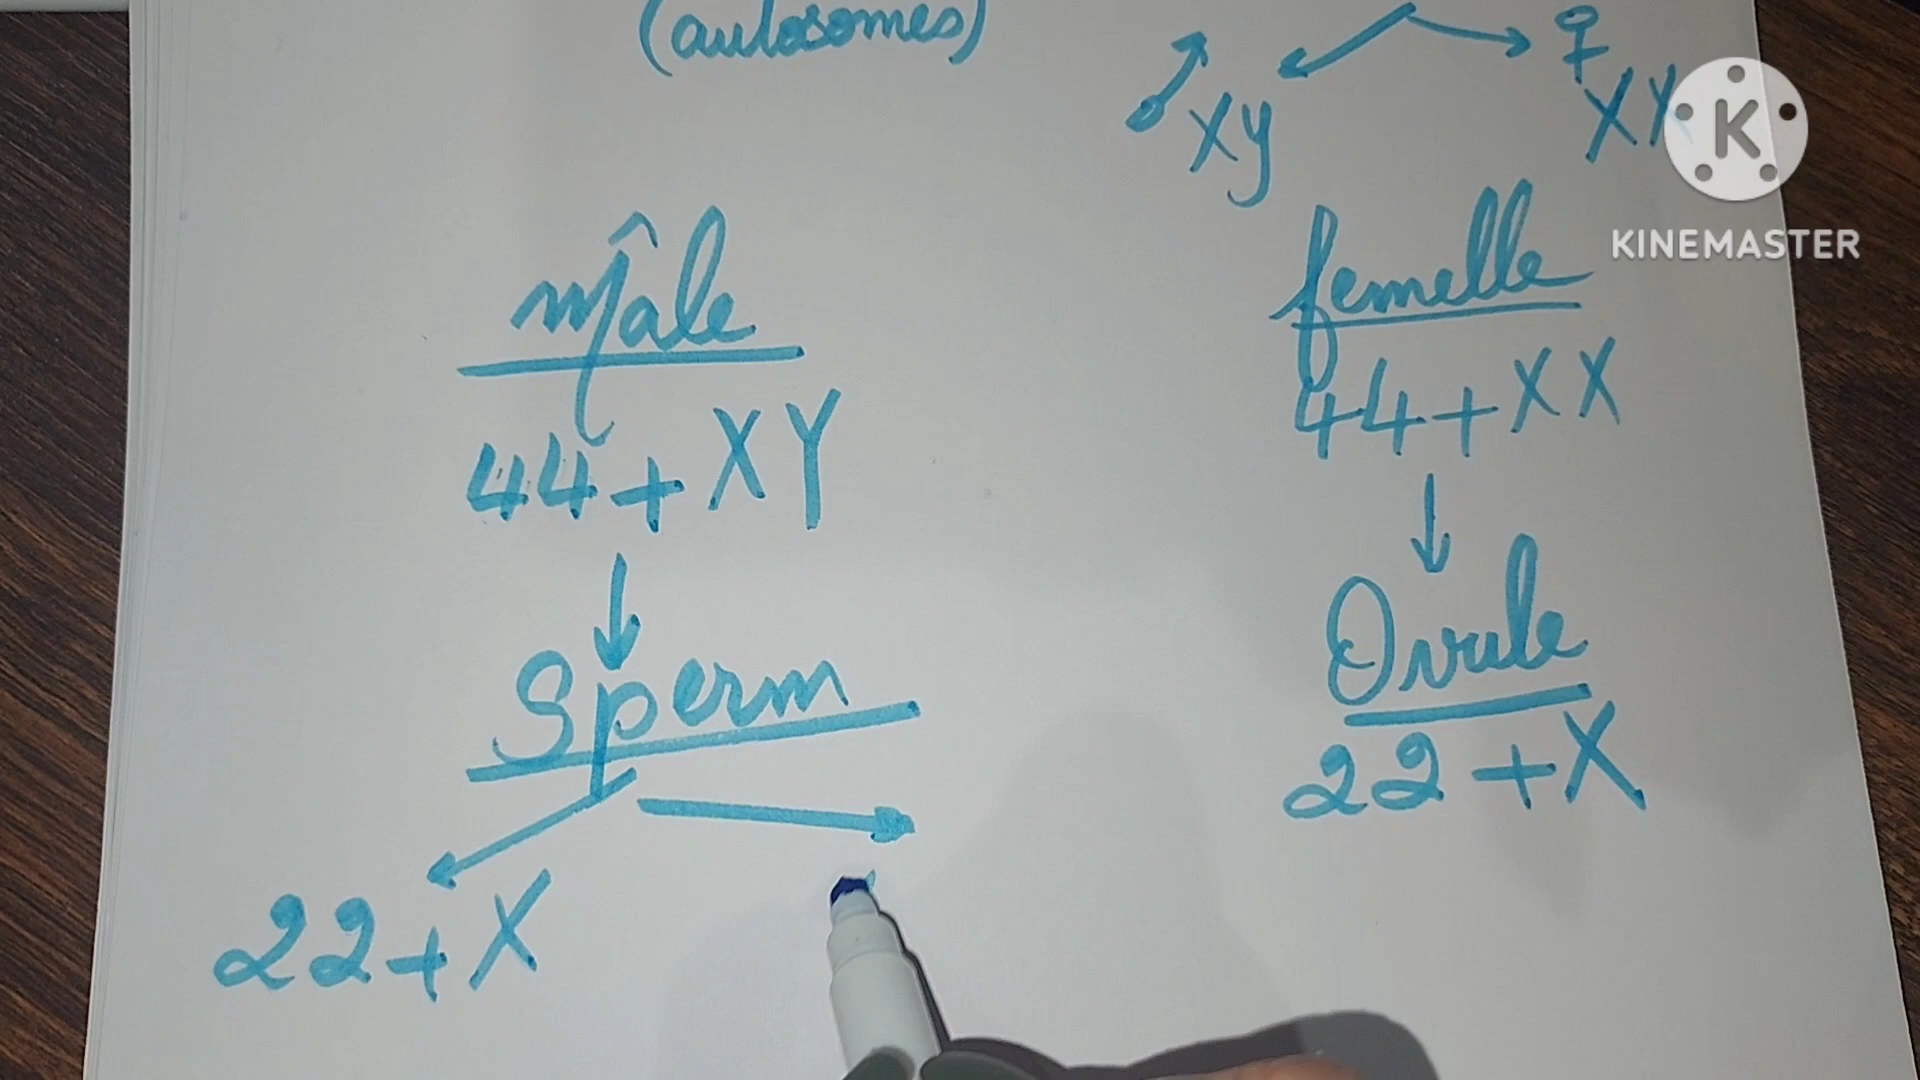 (autosomes)
Xy
XX
KINEMASTER
Mâle
44+XY
Sperm
22+X
femelle
44+XX
Ovule
22+X